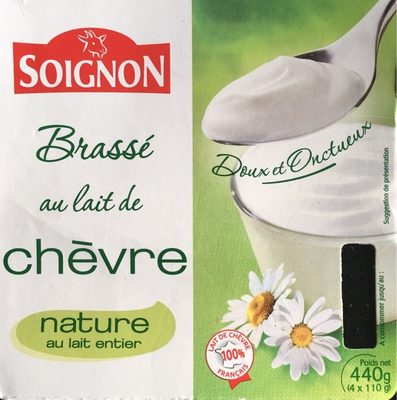 SOIGNON
Brassé
au lait de
chèvre
nature
au lait entier
Doux et Onctueux
Suggestion de présentation
A consommer jusqu'au :
LAIT DE CHÈVRE
100%
FRANÇAIS
Poids net
440g
(4 x 110 g)